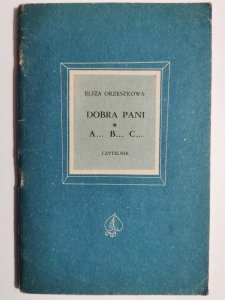 ELIZA ORZESZKOWA
DOBRA PANI
*
A... B... C...
CZYTELNIK